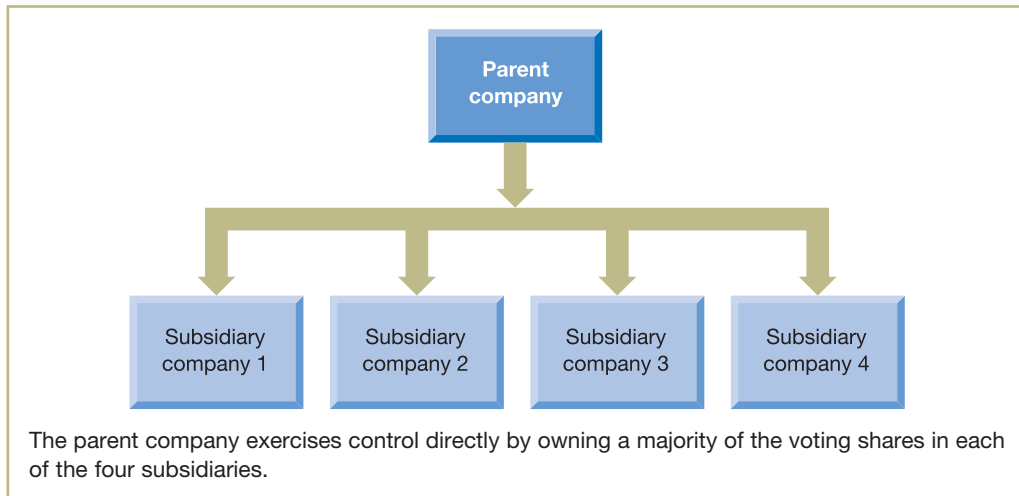 Parent
company
Subsidiary
company 1
Subsidiary
company 2
Subsidiary
company 3
Subsidiary
company 4
The parent company exercises control directly by owning a majority of the voting shares in each
of the four subsidiaries.